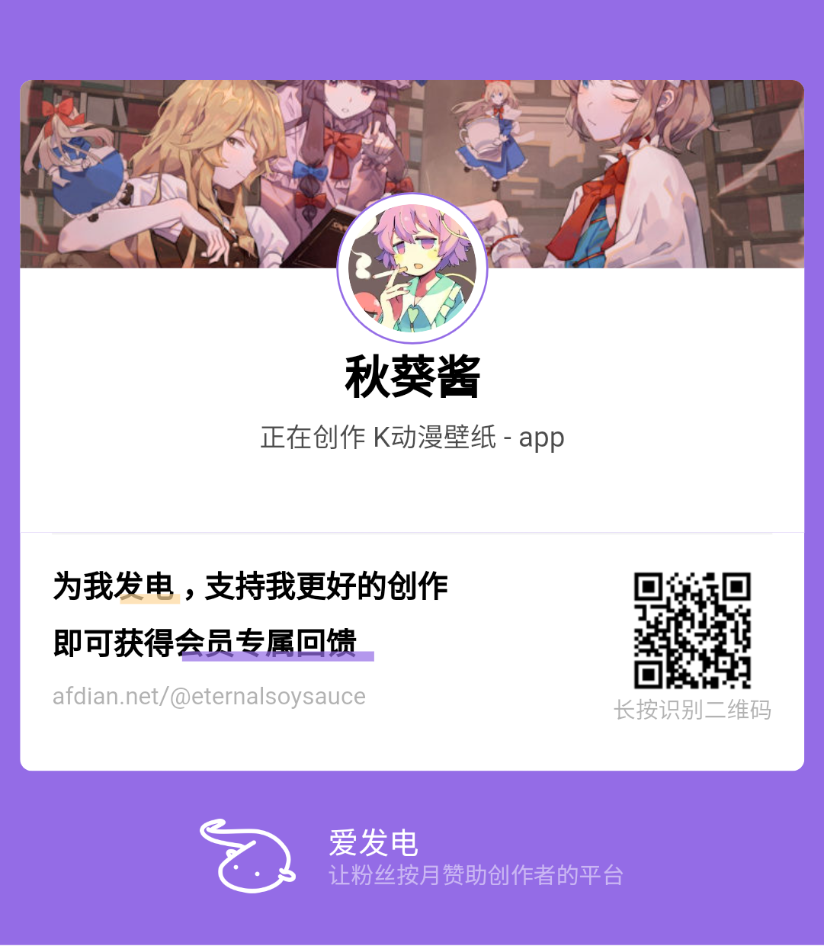 秋葵酱
正在创作 K动漫壁纸 - app
为我发电，支持我更好的创作
即可获得会员专属回馈
afdian.net/@eternalsoysauce
长按识别二维码
爱发电
让粉丝按月赞助创作者的平台